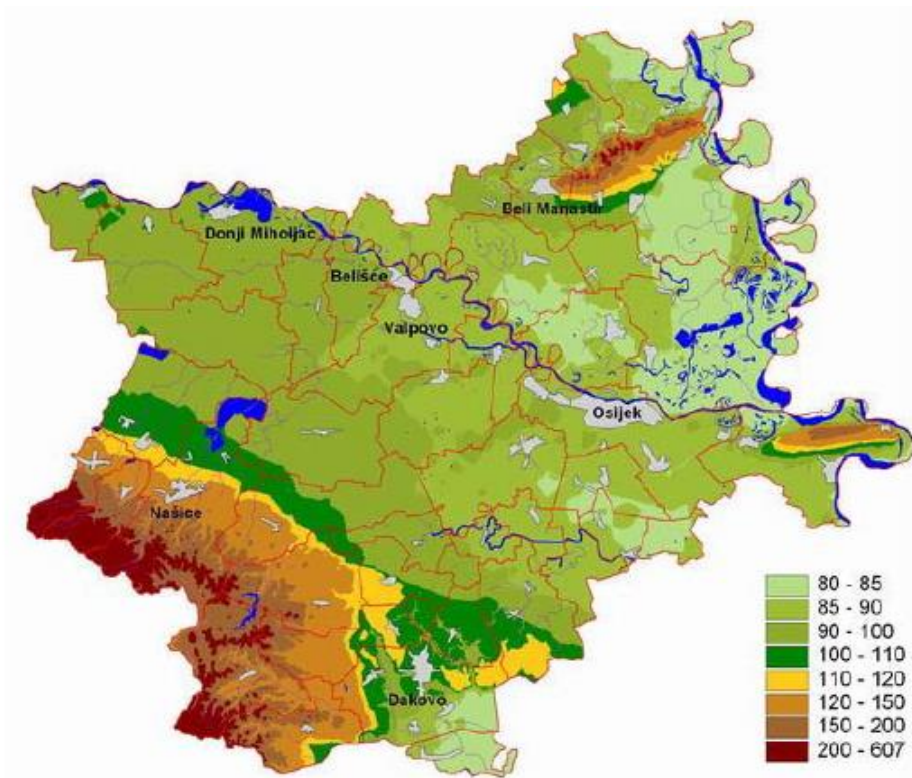 Beli Manastir
Donji Miholjac
Belišće
Valpovo
Osijek
Našice
Đakovo
80 - 85
85 - 90
90 - 100
100 - 110
110 - 120
120 - 150
150 - 200
200 - 607